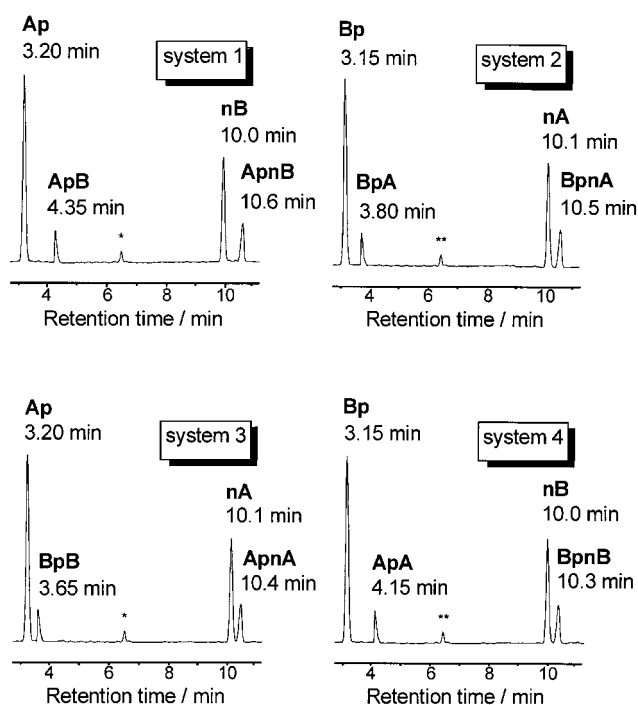 Ap
3.20 min
system 1
nB
10.0 min
ApB
4.35 min
*
ApnB
10.6 min
4 6 8 10
Retention time / min
Bp
3.15 min
system 2
nA
10.1 min
BpA
3.80 min
**
BpnA
10.5 min
4 6 8 10
Retention time / min
Ap
3.20 min
system 3
nA
10.1 min
BpB
3.65 min
*
ApnA
10.4 min
4 6 8 10
Retention time / min
Bp
3.15 min
system 4
nB
10.0 min
ApA
4.15 min
**
BpnB
10.3 min
4 6 8 10
Retention time / min